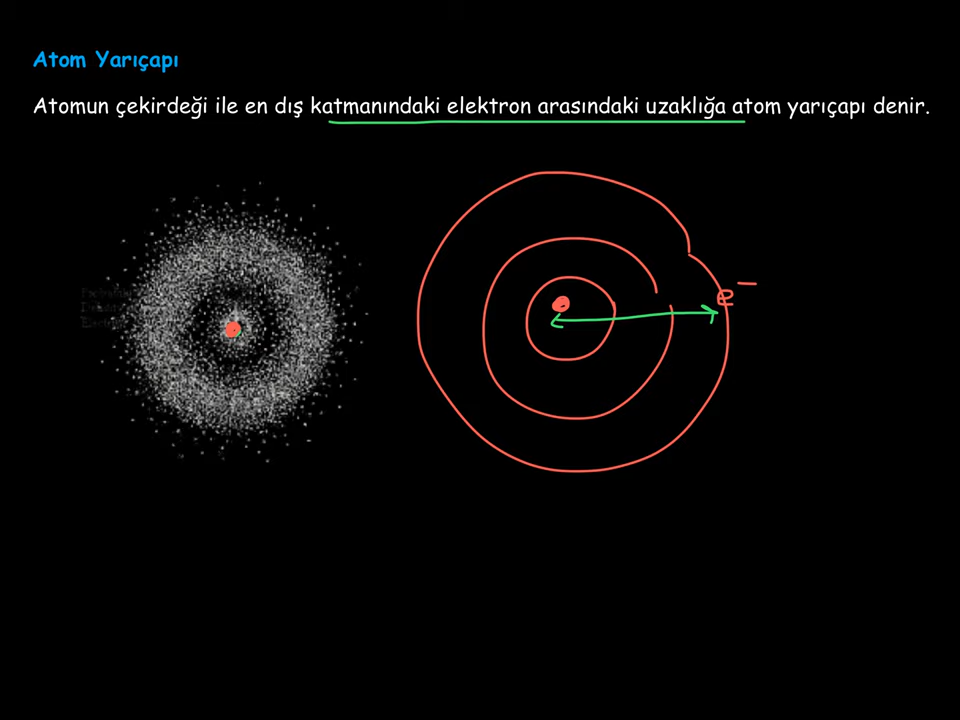 Atom Yarıçapı
Atomun çekirdeği ile en dış katmanındaki elektron arasındaki uzaklığa atom yarıçapı denir.
e⁻